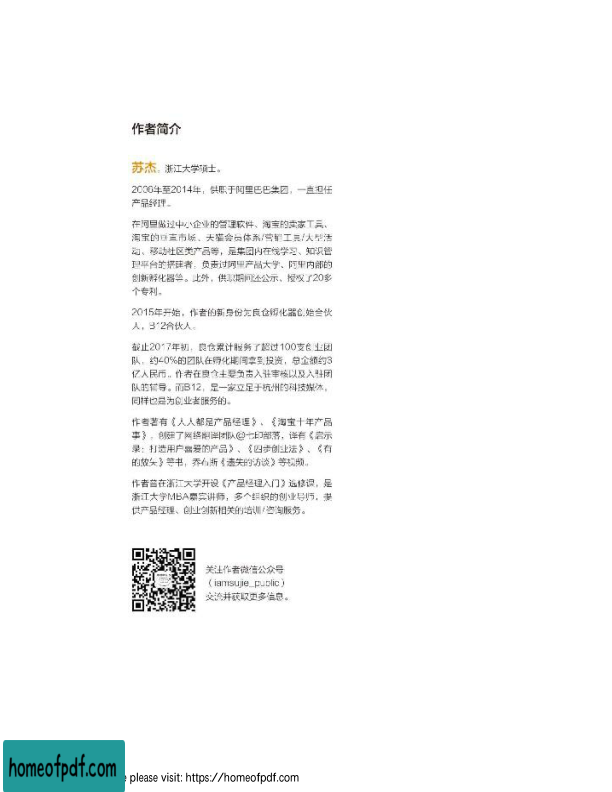 作者简介
苏杰，浙江大学硕士。
2006年至2014年，供职于阿里巴巴集团，一直担任
产品经理。
在阿里做过中小企业的管理软件、淘宝的卖家工具、
淘宝的垂直市场、天猫会员体系/营销工具/大型活
动、移动社区类产品等，是集团内在线学习、知识管
理平台的搭建者，负责过阿里产品大学、阿里内部的
创新孵化器等。此外，供职期间还公示、授权了20多
个专利。
2015年开始，作者的新身份为良仓孵化器创始合伙
人，B12合伙人。
截止2017年初，良仓累计服务了超过100支创业团
队，约40%的团队在孵化期间拿到投资，总金额约3
亿人民币。作者在良仓主要负责入驻审核以及入驻团
队的辅导。而B12，是一家立足于杭州的科技媒体，
同样也是为创业者服务的。
作者著有《人人都是产品经理》、《淘宝十年产品
事》，创建了网络翻译团队@七印部落，译有《启示
录：打造用户喜爱的产品》、《四步创业法》、《有
的放矢》等书，乔布斯《遗失的访谈》等视频。
作者曾在浙江大学开设《产品经理入门》选修课，是
浙江大学MBA嘉宾讲师，多个组织的创业导师，提
供产品经理、创业创新相关的培训/咨询服务。
关注作者微信公众号
（iamsujie_public）
交流并获取更多信息。
homeofpdf.com
please visit: https://homeofpdf.com